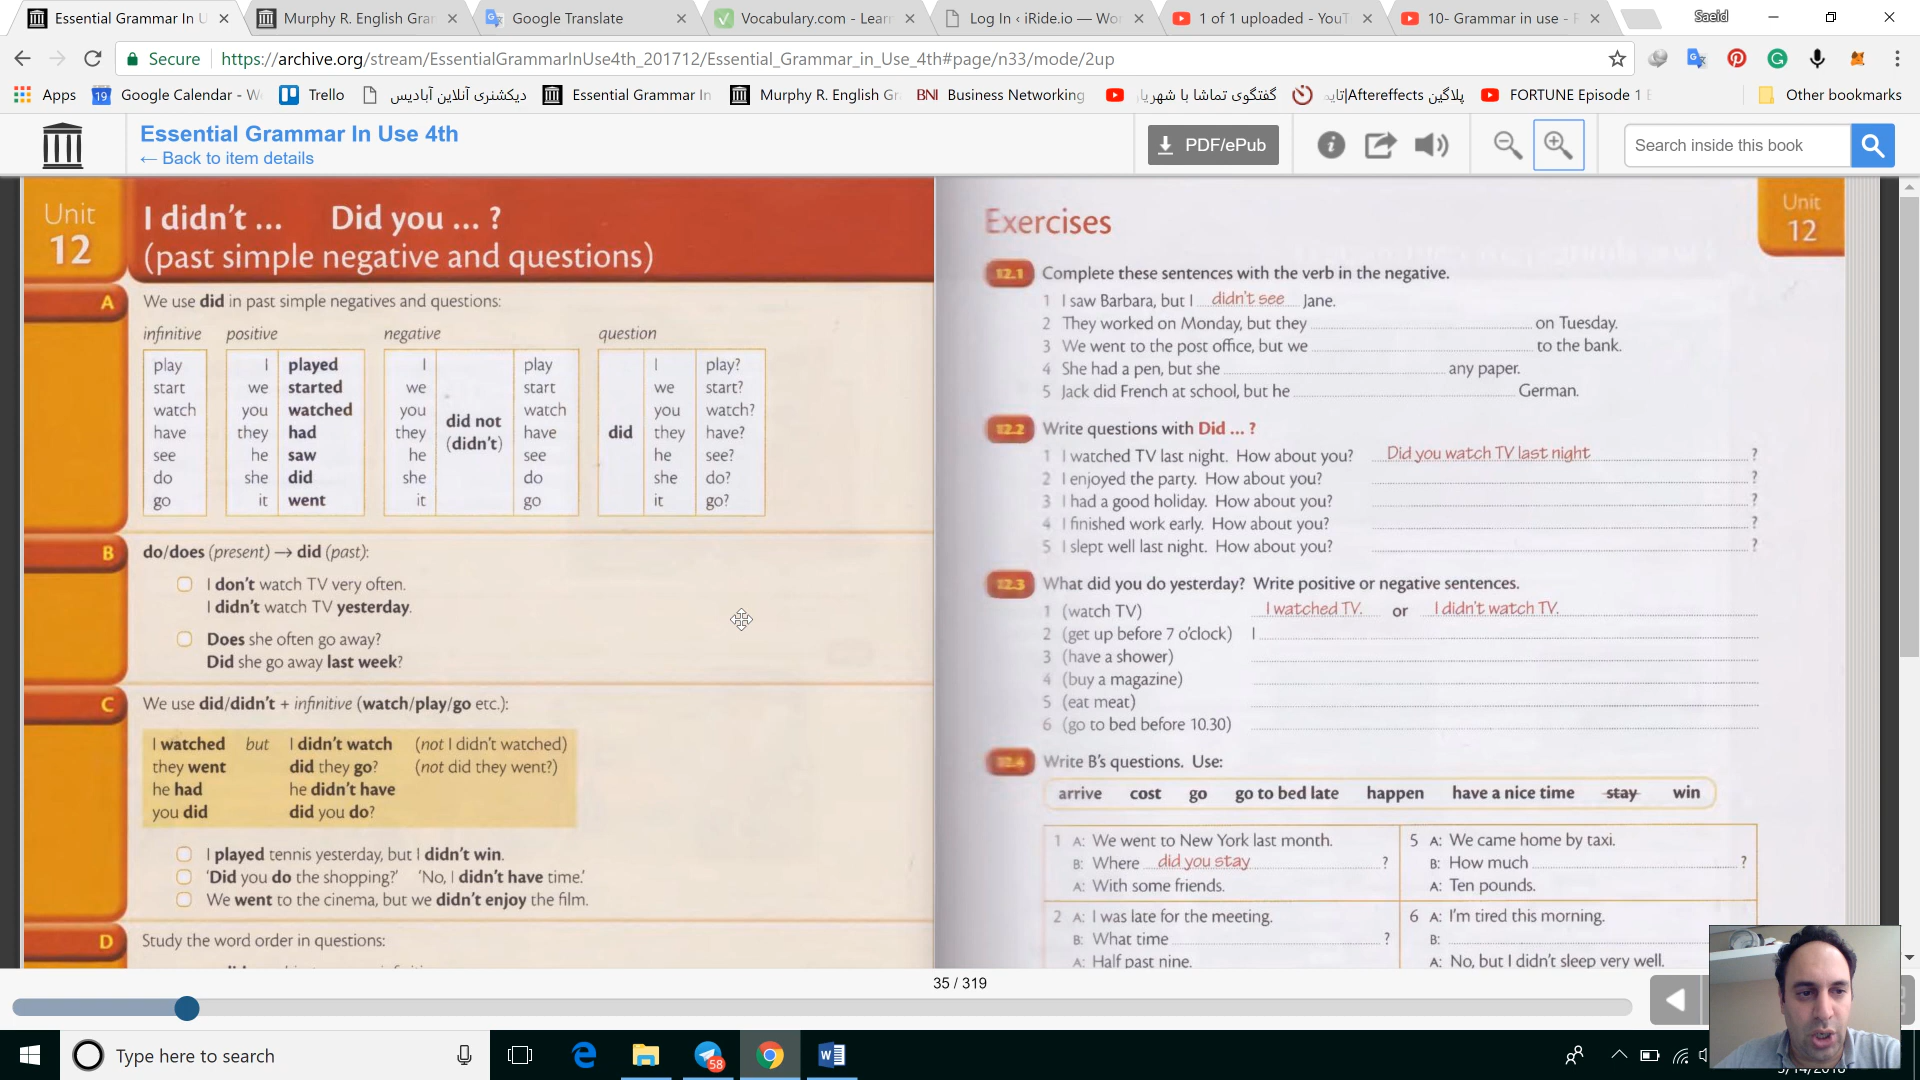 Essential Grammar In U
Murphy R. English Gra
Google Translate
Vocabulary.com - Lear
Log In ‹ iRide.io — Wo
1 of 1 uploaded - YouT
10- Grammar in use -
Saeid
Secure
https://archive.org/stream/EssentialGrammarInUse4th_201712/Essential_Grammar_in_Use_4th#page/n33/mode/2up
Apps
19
Google Calendar - W
Trello
دیکشنری آنلاین آبادیس
Essential Grammar In
Murphy R. English Gr
BNI Business Networking
گفتگوی تماشا با شهریار
پلاگین Aftereffects|تایم
FORTUNE Episode 1
Other bookmarks
Essential Grammar In Use 4th
← Back to item details
PDF/ePub
Search inside this book
Unit
12
I didn't ... Did you ... ?
(past simple negative and questions)
A
We use did in past simple negatives and questions:
infinitive positive negative question
play I played I play I play?
start we started we start we start?
watch you watched you watch you watch?
have they had they did not have did they have?
see he saw he (didn't) see he see?
do she did she do she do?
go it went it go it go?
B
do/does (present) → did (past):
I don't watch TV very often.
I didn't watch TV yesterday.
Does she often go away?
Did she go away last week?
C
We use did/didn't + infinitive (watch/play/go etc.):
I watched but I didn't watch (not I didn't watched)
they went did they go? (not did they went?)
he had he didn't have
you did did you do?
I played tennis yesterday, but I didn't win.
'Did you do the shopping?' 'No, I didn't have time.'
We went to the cinema, but we didn't enjoy the film.
D
Study the word order in questions:
Exercises
Unit
12
12.1 Complete these sentences with the verb in the negative.
1 I saw Barbara, but I didn't see Jane.
2 They worked on Monday, but they on Tuesday.
3 We went to the post office, but we to the bank.
4 She had a pen, but she any paper.
5 Jack did French at school, but he German.
12.2 Write questions with Did ... ?
1 I watched TV last night. How about you? Did you watch TV last night ?
2 I enjoyed the party. How about you? ?
3 I had a good holiday. How about you? ?
4 I finished work early. How about you? ?
5 I slept well last night. How about you? ?
12.3 What did you do yesterday? Write positive or negative sentences.
1 (watch TV) I watched TV. or I didn't watch TV.
2 (get up before 7 o'clock) I
3 (have a shower)
4 (buy a magazine)
5 (eat meat)
6 (go to bed before 10.30)
12.4 Write B's questions. Use:
arrive cost go go to bed late happen have a nice time stay win
1 A: We went to New York last month.
B: Where did you stay ?
A: With some friends.
2 A: I was late for the meeting.
B: What time ?
A: Half past nine.
5 A: We came home by taxi.
B: How much ?
A: Ten pounds.
6 A: I'm tired this morning.
B:
A: No, but I didn't sleep very well.
35 / 319
Type here to search
58